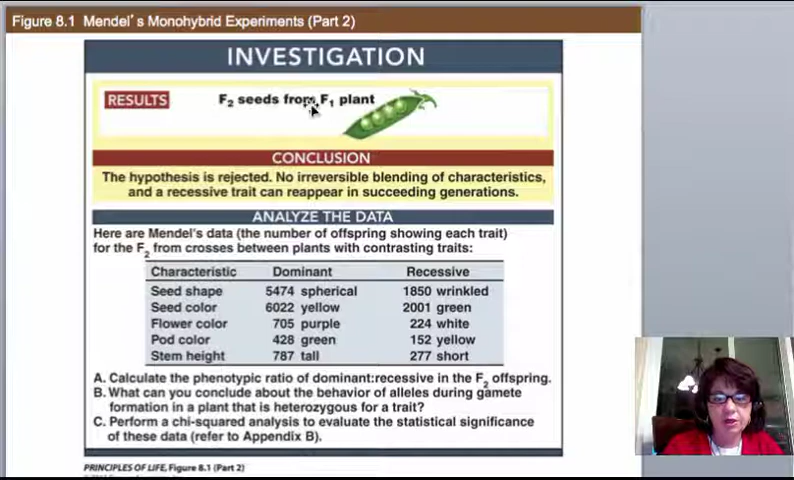 Figure 8.1 Mendel's Monohybrid Experiments (Part 2)
INVESTIGATION
RESULTS
F2 seeds from F1 plant
CONCLUSION
The hypothesis is rejected. No irreversible blending of characteristics,
and a recessive trait can reappear in succeeding generations.
ANALYZE THE DATA
Here are Mendel's data (the number of offspring showing each trait)
for the F2 from crosses between plants with contrasting traits:
Characteristic Dominant Recessive
Seed shape 5474 spherical 1850 wrinkled
Seed color 6022 yellow 2001 green
Flower color 705 purple 224 white
Pod color 428 green 152 yellow
Stem height 787 tall 277 short
A. Calculate the phenotypic ratio of dominant:recessive in the F2 offspring.
B. What can you conclude about the behavior of alleles during gamete
formation in a plant that is heterozygous for a trait?
C. Perform a chi-squared analysis to evaluate the statistical significance
of these data (refer to Appendix B).
PRINCIPLES OF LIFE, Figure 8.1 (Part 2)